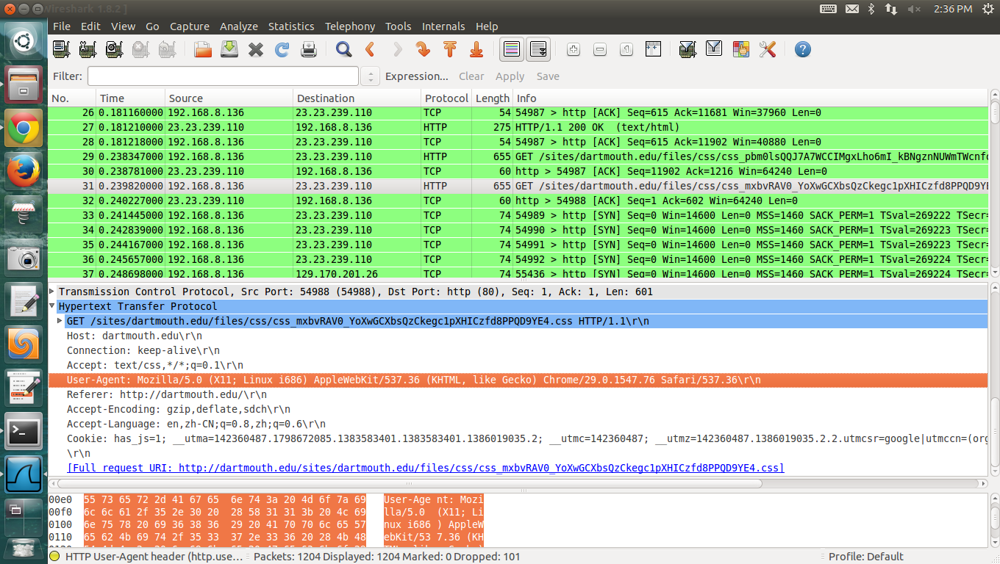 Wireshark 1.8.2 ]
2:36 PM
File Edit View Go Capture Analyze Statistics Telephony Tools Internals Help
Filter: Expression... Clear Apply Save
No. Time Source Destination Protocol Length Info
26 0.181160000 192.168.8.136 23.23.239.110 TCP 54 54987 > http [ACK] Seq=615 Ack=11681 Win=37960 Len=0
27 0.181210000 23.23.239.110 192.168.8.136 HTTP 275 HTTP/1.1 200 OK (text/html)
28 0.181218000 192.168.8.136 23.23.239.110 TCP 54 54987 > http [ACK] Seq=615 Ack=11902 Win=40880 Len=0
29 0.238347000 192.168.8.136 23.23.239.110 HTTP 655 GET /sites/dartmouth.edu/files/css/css_pbm0lsQQJ7A7WCCIMgxLho6mI_kBNgznNUWmTWcnfo
30 0.238781000 23.23.239.110 192.168.8.136 TCP 60 http > 54987 [ACK] Seq=11902 Ack=1216 Win=64240 Len=0
31 0.239820000 192.168.8.136 23.23.239.110 HTTP 655 GET /sites/dartmouth.edu/files/css/css_mxbvRAV0_YoXwGCXbsQzCkegc1pXHICzfd8PPQD9YE
32 0.240227000 23.23.239.110 192.168.8.136 TCP 60 http > 54988 [ACK] Seq=1 Ack=602 Win=64240 Len=0
33 0.241445000 192.168.8.136 23.23.239.110 TCP 74 54989 > http [SYN] Seq=0 Win=14600 Len=0 MSS=1460 SACK_PERM=1 TSval=269222 TSecr=
34 0.242839000 192.168.8.136 23.23.239.110 TCP 74 54990 > http [SYN] Seq=0 Win=14600 Len=0 MSS=1460 SACK_PERM=1 TSval=269223 TSecr=
35 0.244167000 192.168.8.136 23.23.239.110 TCP 74 54991 > http [SYN] Seq=0 Win=14600 Len=0 MSS=1460 SACK_PERM=1 TSval=269223 TSecr=
36 0.245657000 192.168.8.136 23.23.239.110 TCP 74 54992 > http [SYN] Seq=0 Win=14600 Len=0 MSS=1460 SACK_PERM=1 TSval=269224 TSecr=
37 0.248698000 192.168.8.136 129.170.201.26 TCP 74 55436 > http [SYN] Seq=0 Win=14600 Len=0 MSS=1460 SACK_PERM=1 TSval=269224 TSecr=
Transmission Control Protocol, Src Port: 54988 (54988), Dst Port: http (80), Seq: 1, Ack: 1, Len: 601
Hypertext Transfer Protocol
GET /sites/dartmouth.edu/files/css/css_mxbvRAV0_YoXwGCXbsQzCkegc1pXHICzfd8PPQD9YE4.css HTTP/1.1\r\n
Host: dartmouth.edu\r\n
Connection: keep-alive\r\n
Accept: text/css,*/*;q=0.1\r\n
User-Agent: Mozilla/5.0 (X11; Linux i686) AppleWebKit/537.36 (KHTML, like Gecko) Chrome/29.0.1547.76 Safari/537.36\r\n
Referer: http://dartmouth.edu/\r\n
Accept-Encoding: gzip,deflate,sdch\r\n
Accept-Language: en,zh-CN;q=0.8,zh;q=0.6\r\n
Cookie: has_js=1; __utma=142360487.1798672085.1383583401.1383583401.1386019035.2; __utmc=142360487; __utmz=142360487.1386019035.2.2.utmcsr=google|utmccn=(org
\r\n
[Full request URI: http://dartmouth.edu/sites/dartmouth.edu/files/css/css_mxbvRAV0_YoXwGCXbsQzCkegc1pXHICzfd8PPQD9YE4.css]
00e0 55 73 65 72 2d 41 67 65 6e 74 3a 20 4d 6f 7a 69 User-Age nt: Mozi
00f0 6c 6c 61 2f 35 2e 30 20 28 58 31 31 3b 20 4c 69 lla/5.0 (X11; Li
0100 6e 75 78 20 69 36 38 36 29 20 41 70 70 6c 65 57 nux i686 ) AppleW
0110 65 62 4b 69 74 2f 35 33 37 2e 33 36 20 28 4b 48 ebKit/53 7.36 (KH
HTTP User-Agent header (http.use... Packets: 1204 Displayed: 1204 Marked: 0 Dropped: 101 Profile: Default